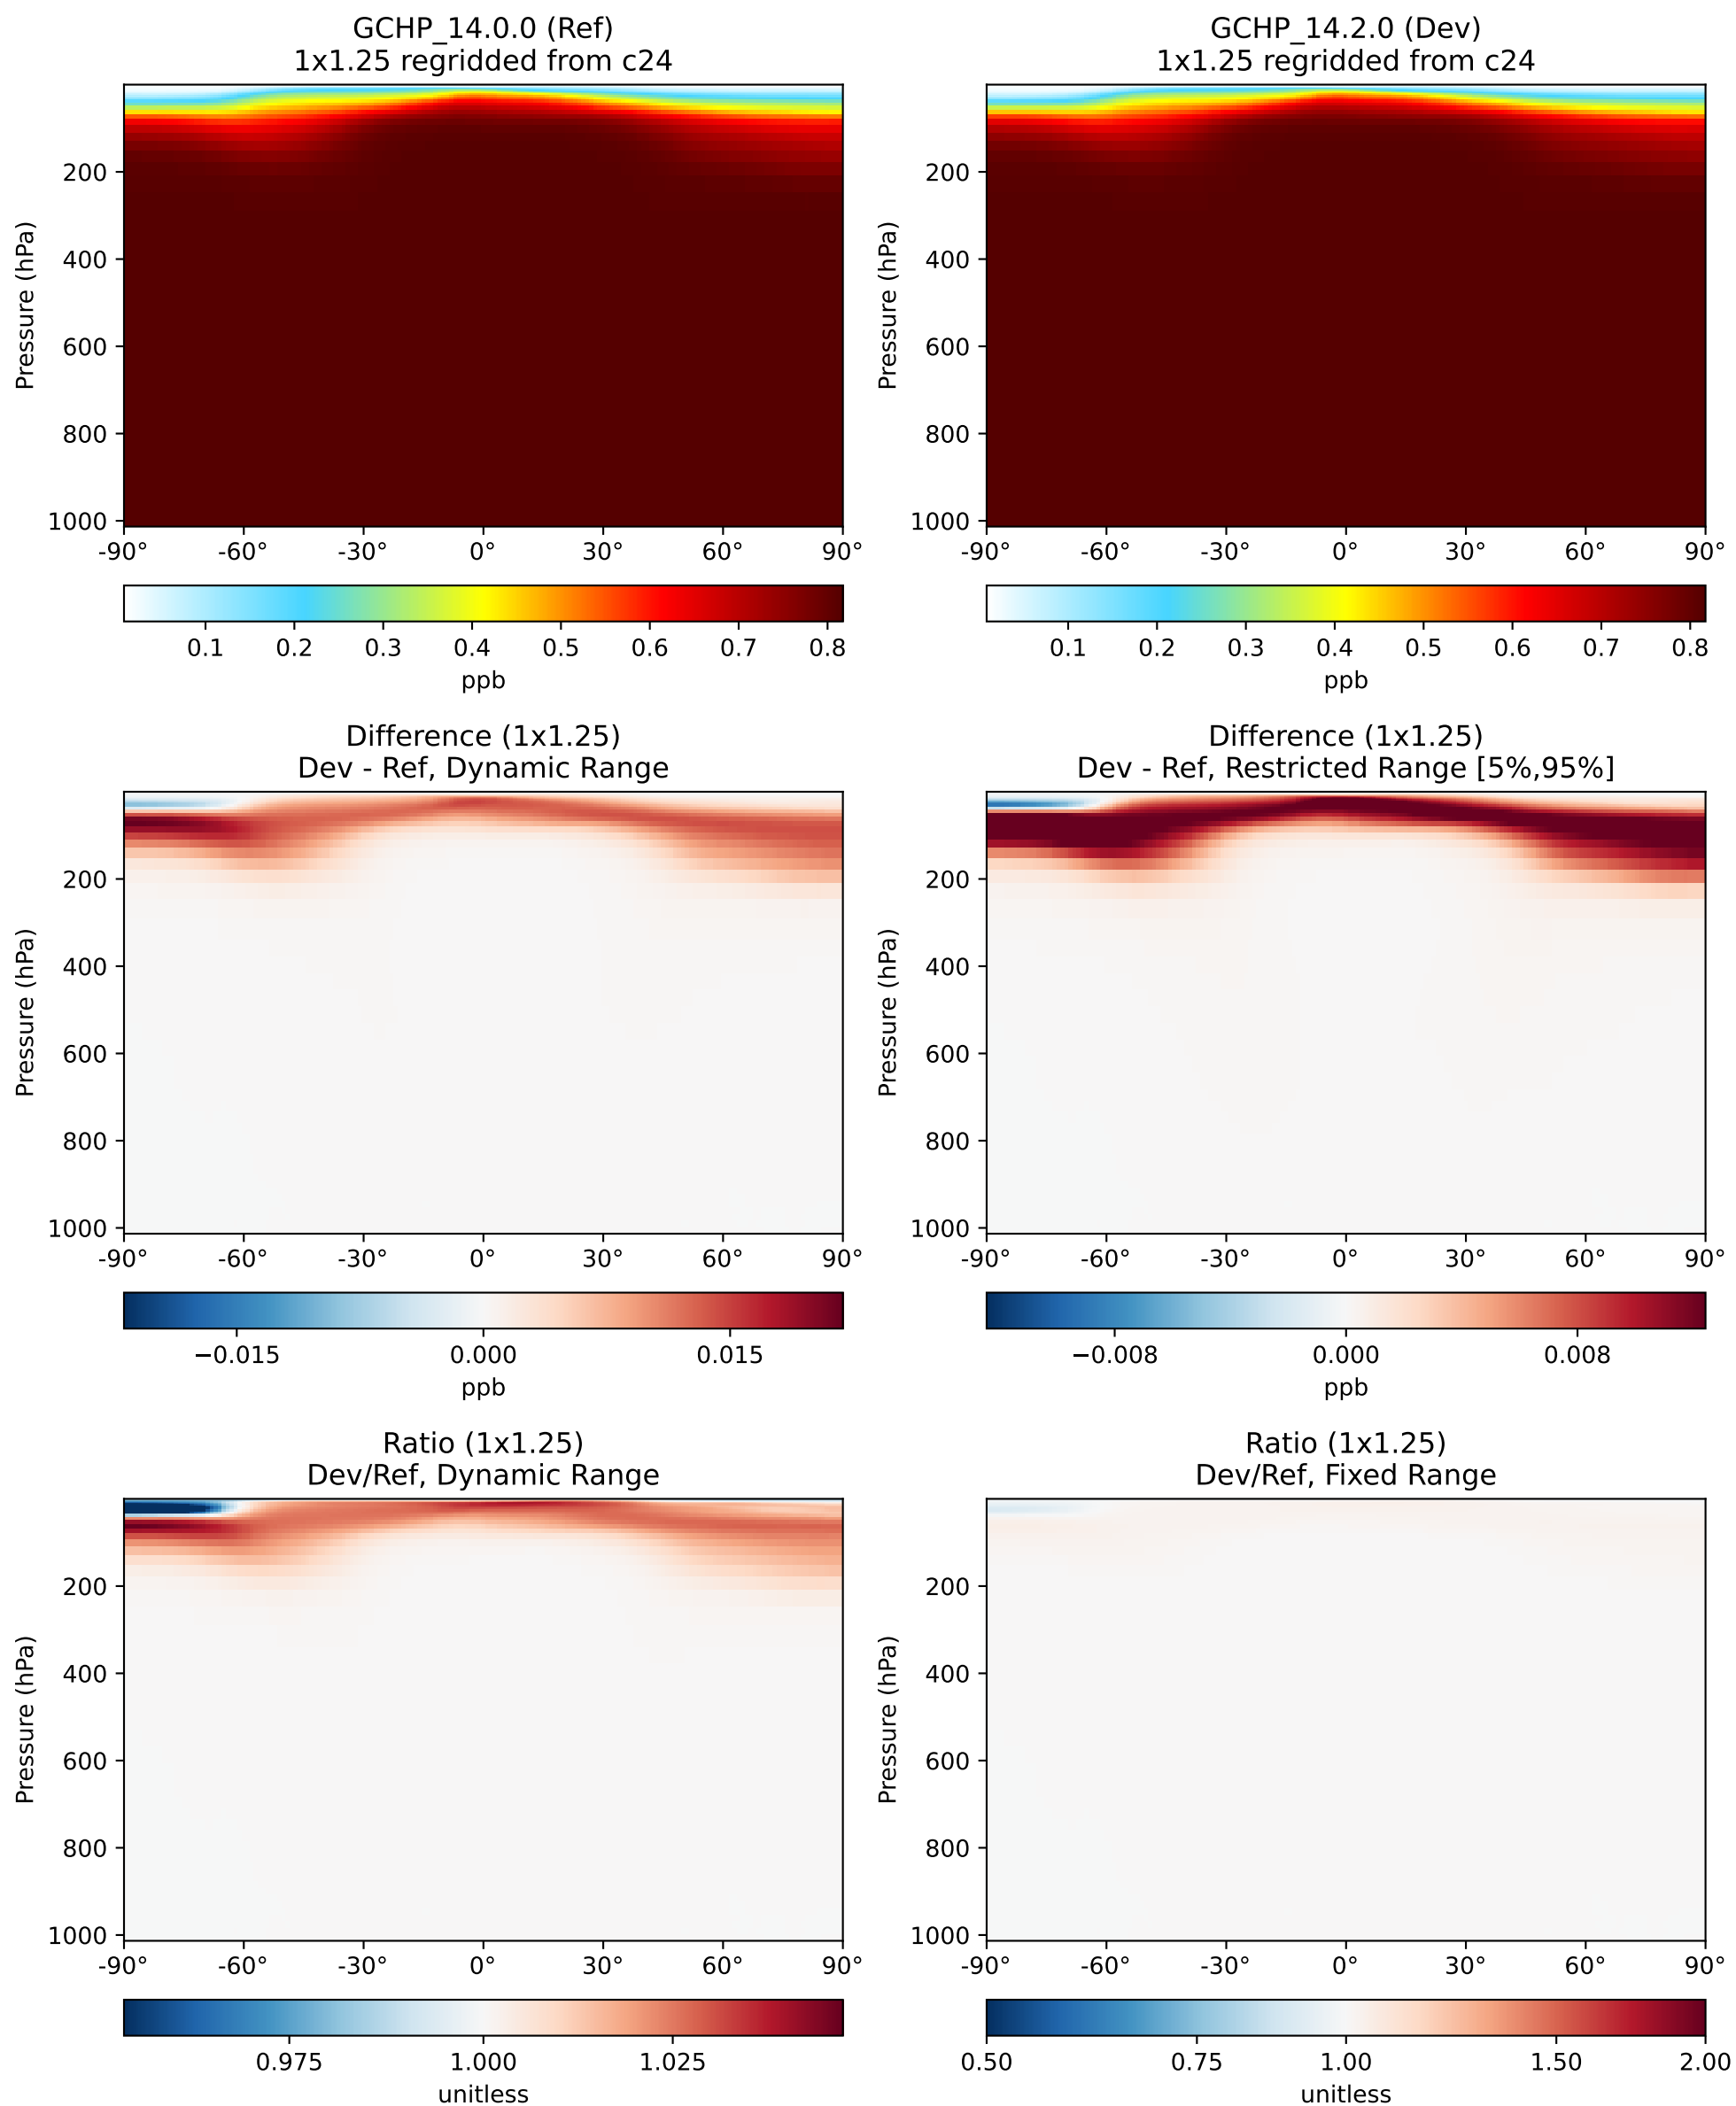 GCHP_14.0.0 (Ref)
1x1.25 regridded from c24
Pressure (hPa)
200
400
600
800
1000
-90° -60° -30° 0° 30° 60° 90°
0.1 0.2 0.3 0.4 0.5 0.6 0.7 0.8
ppb
GCHP_14.2.0 (Dev)
1x1.25 regridded from c24
Pressure (hPa)
200
400
600
800
1000
-90° -60° -30° 0° 30° 60° 90°
0.1 0.2 0.3 0.4 0.5 0.6 0.7 0.8
ppb
Difference (1x1.25)
Dev - Ref, Dynamic Range
Pressure (hPa)
200
400
600
800
1000
-90° -60° -30° 0° 30° 60° 90°
−0.015 0.000 0.015
ppb
Difference (1x1.25)
Dev - Ref, Restricted Range [5%,95%]
Pressure (hPa)
200
400
600
800
1000
-90° -60° -30° 0° 30° 60° 90°
−0.008 0.000 0.008
ppb
Ratio (1x1.25)
Dev/Ref, Dynamic Range
Pressure (hPa)
200
400
600
800
1000
-90° -60° -30° 0° 30° 60° 90°
0.975 1.000 1.025
unitless
Ratio (1x1.25)
Dev/Ref, Fixed Range
Pressure (hPa)
200
400
600
800
1000
-90° -60° -30° 0° 30° 60° 90°
0.50 0.75 1.00 1.50 2.00
unitless